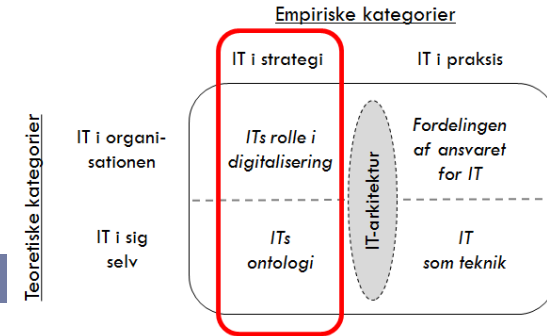 Empiriske kategorier
IT i strategi
IT i praksis
Teoretiske kategorier
IT i organi-
sationen
ITs rolle i
digitalisering
IT-arkitektur
Fordelingen
af ansvaret
for IT
IT i sig
selv
ITs
ontologi
IT
som teknik